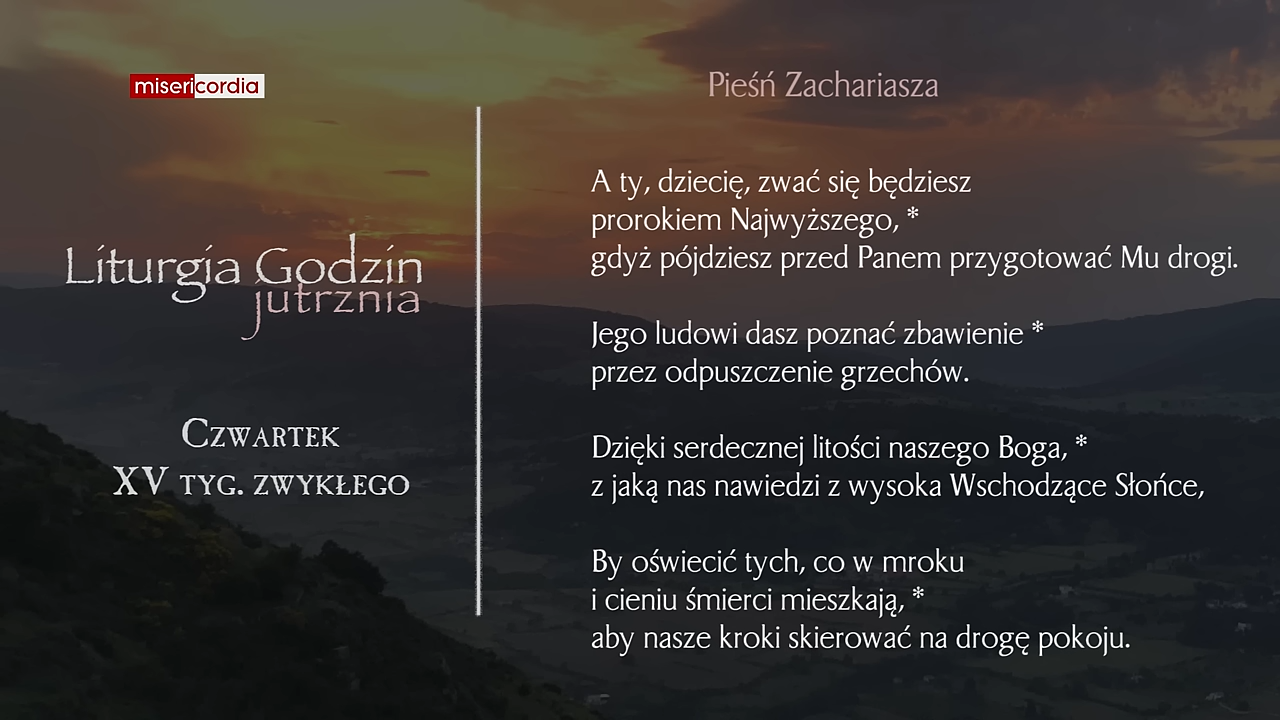 misericordia
Liturgia Godzin
jutrznia
Czwartek
XV tyg. zwykłego
Pieśń Zachariasza
A ty, dziecię, zwać się będziesz
prorokiem Najwyższego, *
gdyż pójdziesz przed Panem przygotować Mu drogi.
Jego ludowi dasz poznać zbawienie *
przez odpuszczenie grzechów.
Dzięki serdecznej litości naszego Boga, *
z jaką nas nawiedzi z wysoka Wschodzące Słońce,
By oświecić tych, co w mroku
i cieniu śmierci mieszkają, *
aby nasze kroki skierować na drogę pokoju.